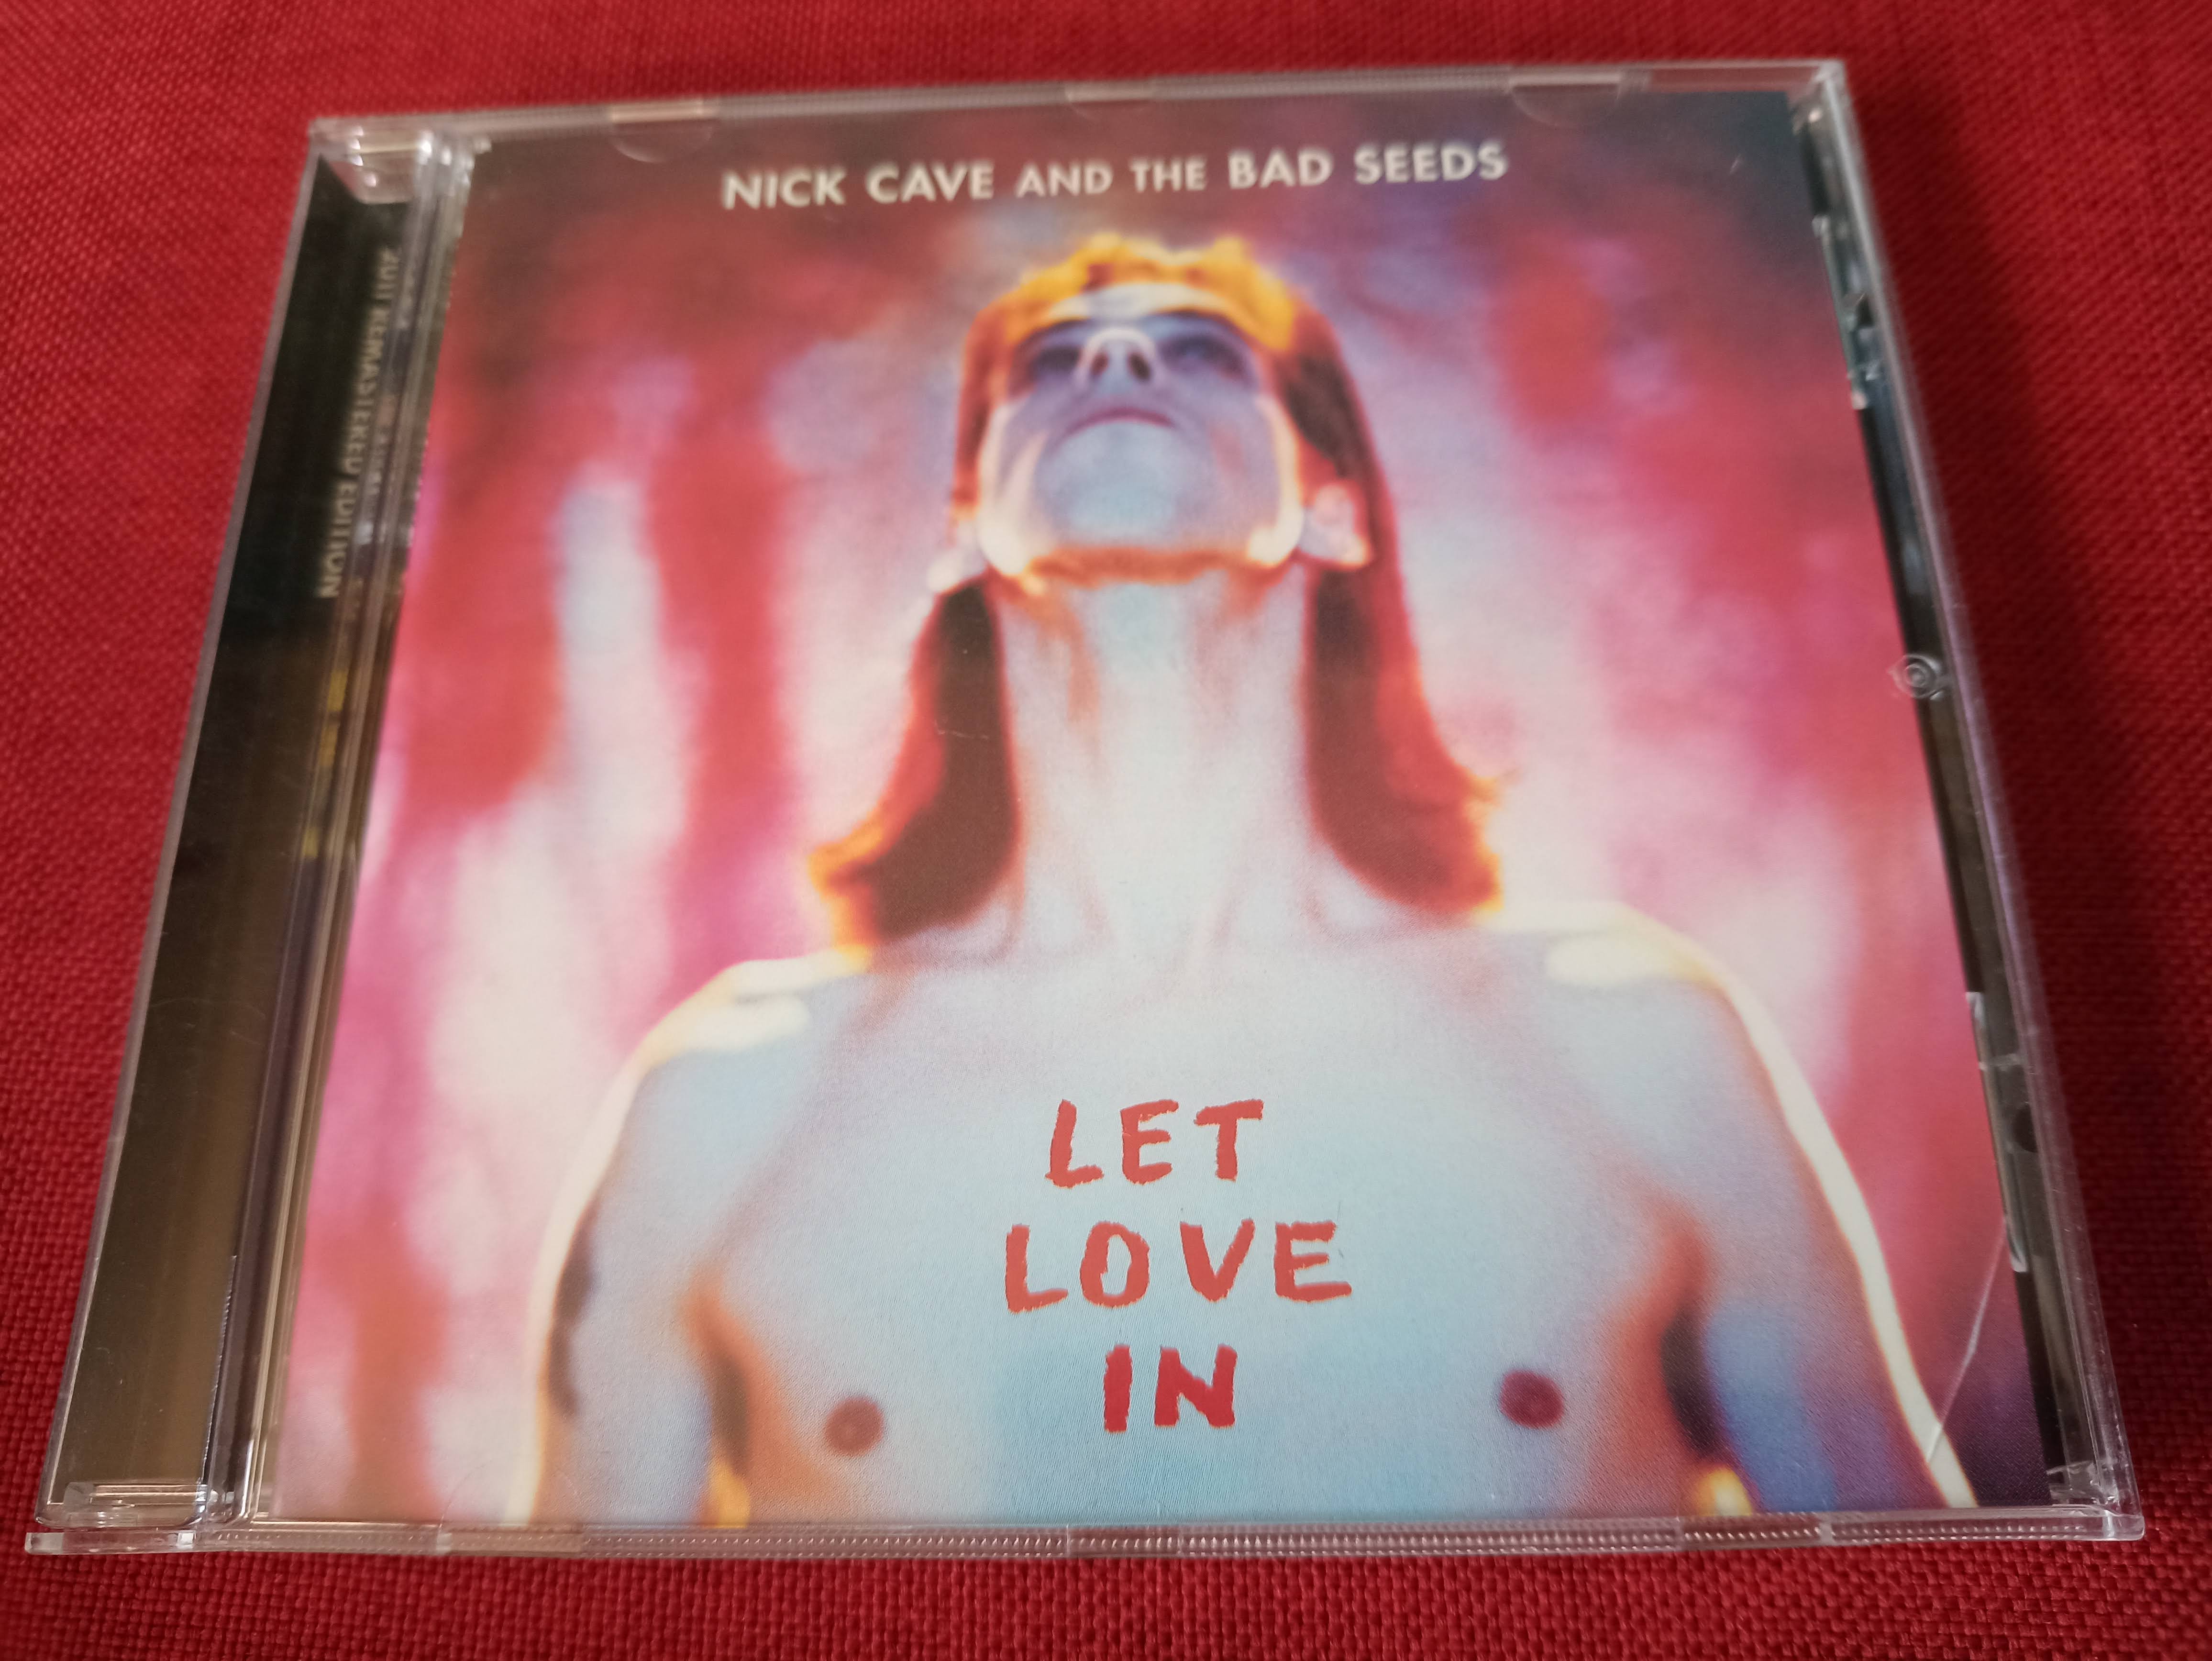 NICK CAVE AND THE BAD SEEDS
2011 REMASTERED EDITION
LET
LOVE
IN